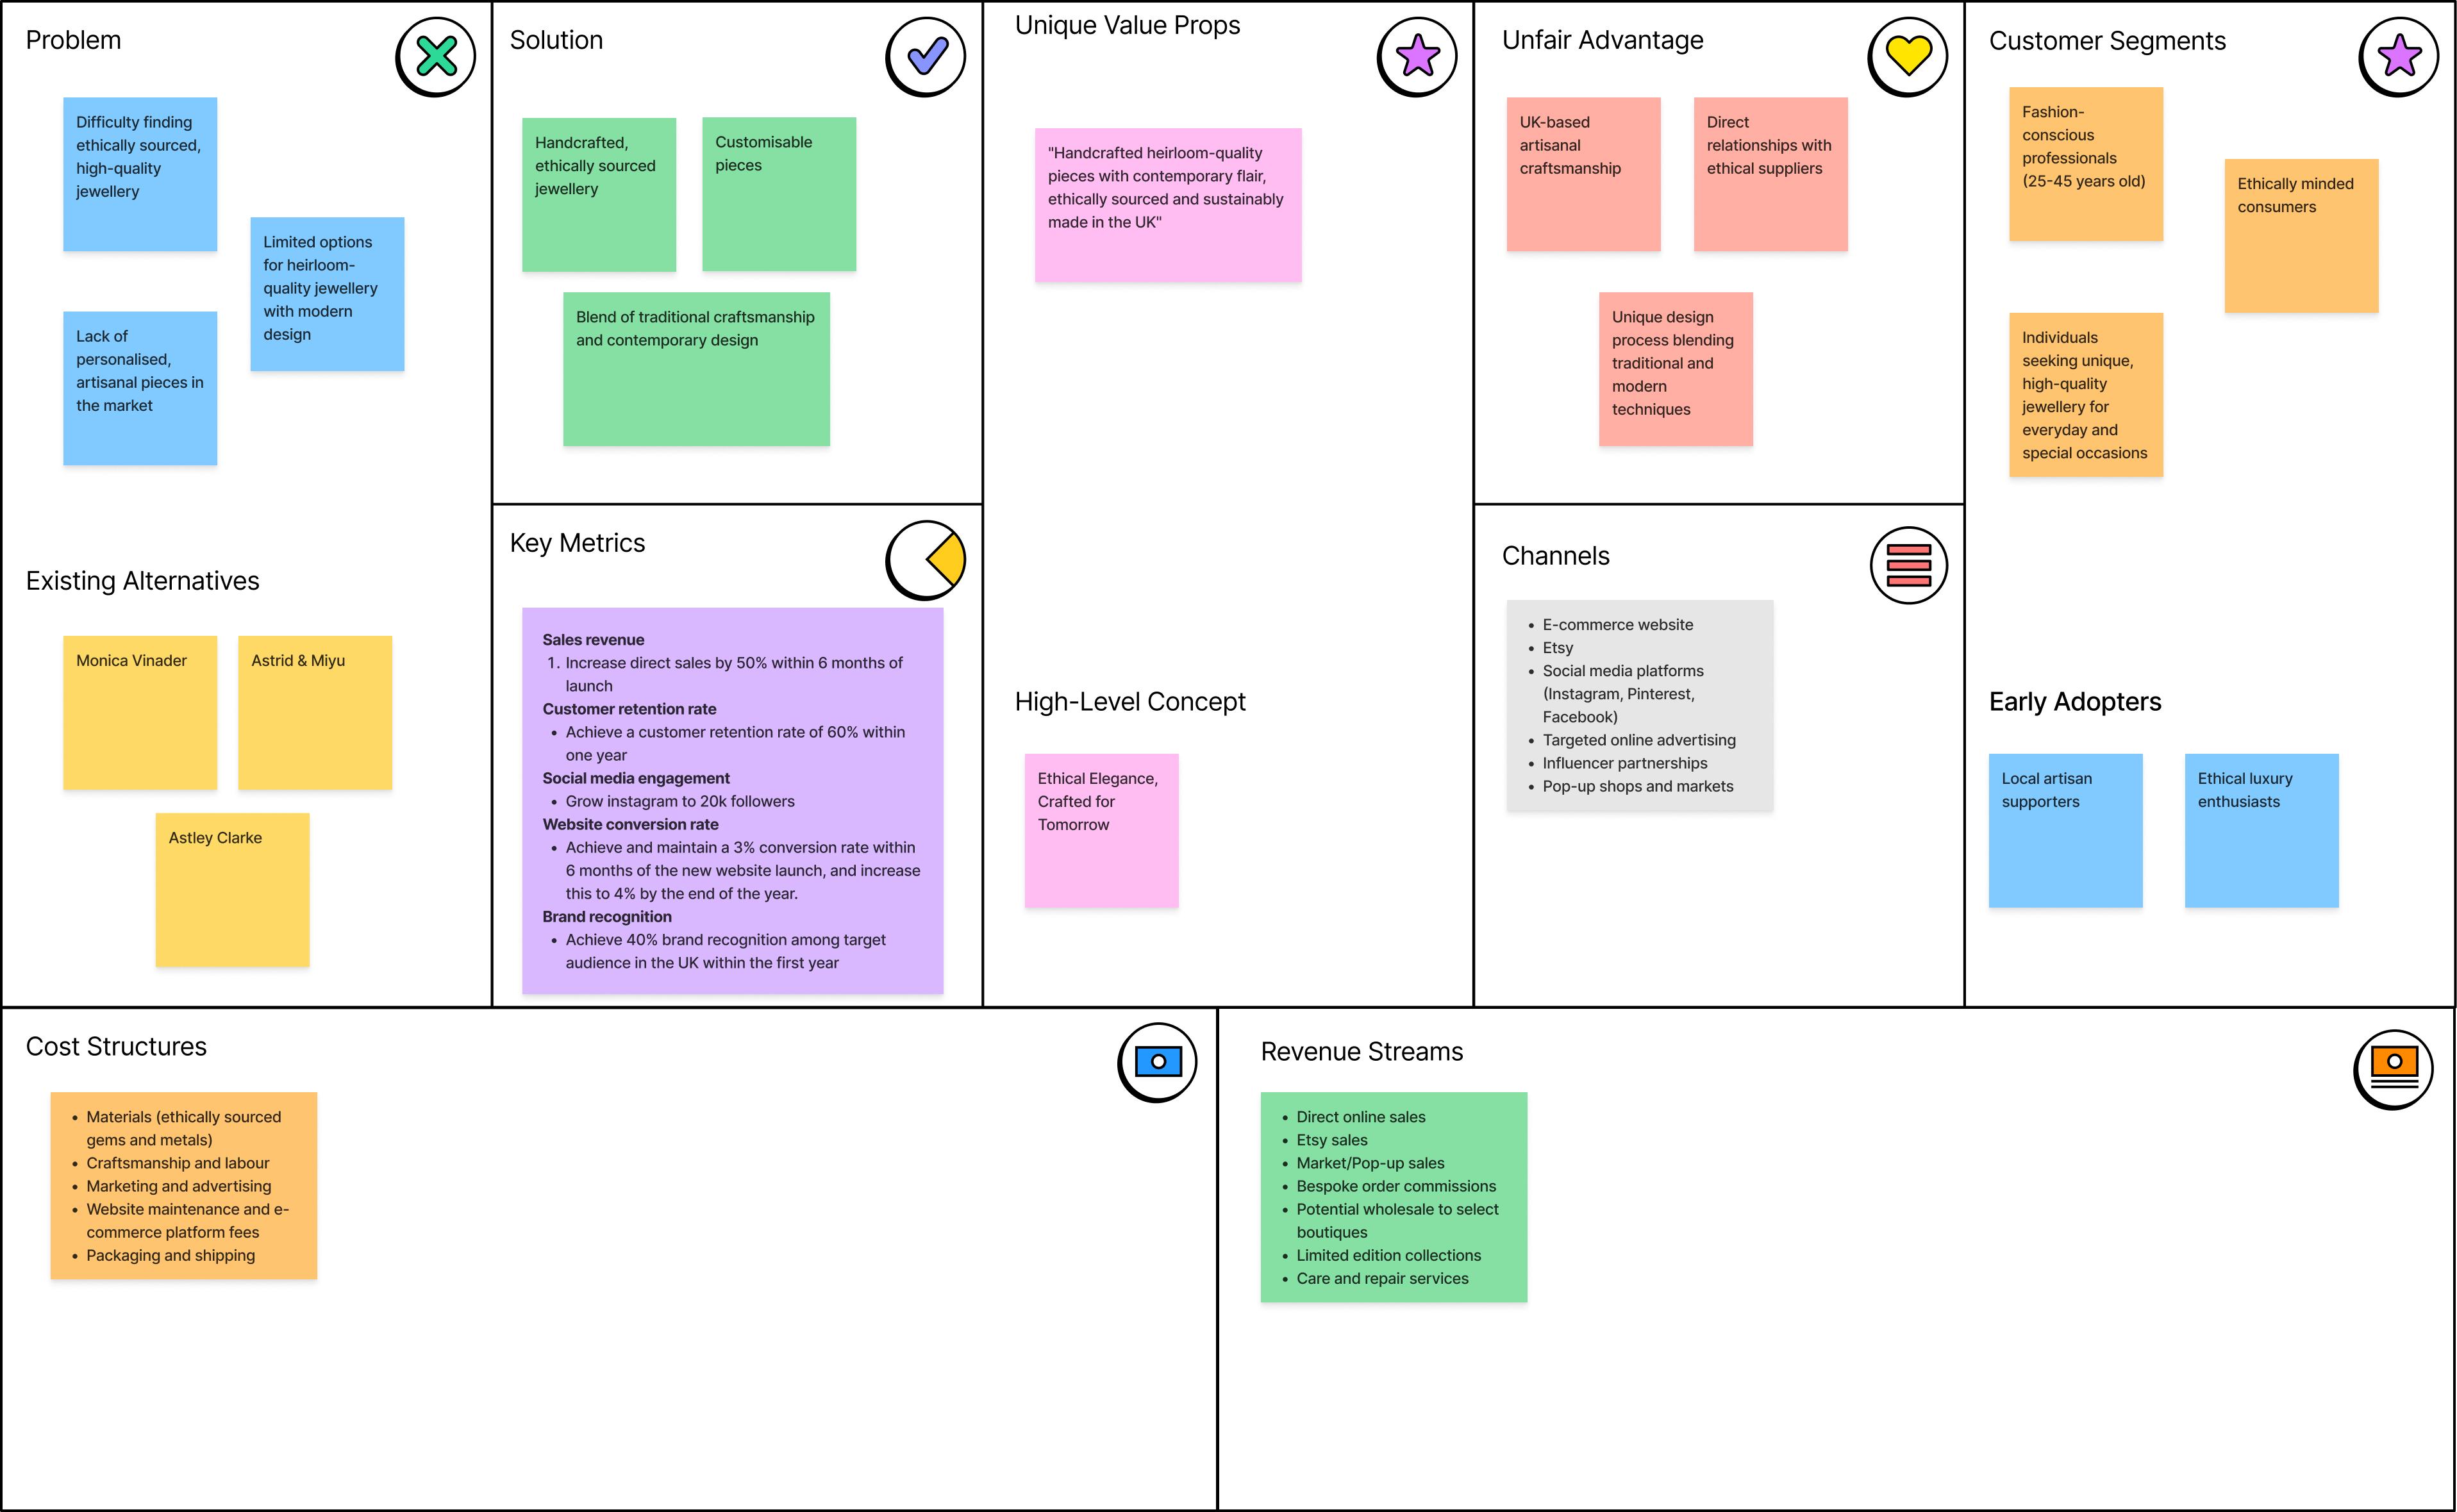 Problem
Difficulty finding
ethically sourced,
high-quality
jewellery
Limited options
for heirloom-
quality jewellery
with modern
design
Lack of
personalised,
artisanal pieces in
the market
Existing Alternatives
Monica Vinader
Astrid & Miyu
Astley Clarke
Solution
Handcrafted,
ethically sourced
jewellery
Customisable
pieces
Blend of traditional craftsmanship
and contemporary design
Key Metrics
Sales revenue
1. Increase direct sales by 50% within 6 months of
launch
Customer retention rate
• Achieve a customer retention rate of 60% within
one year
Social media engagement
• Grow instagram to 20k followers
Website conversion rate
• Achieve and maintain a 3% conversion rate within
6 months of the new website launch, and increase
this to 4% by the end of the year.
Brand recognition
• Achieve 40% brand recognition among target
audience in the UK within the first year
Unique Value Props
"Handcrafted heirloom-quality
pieces with contemporary flair,
ethically sourced and sustainably
made in the UK"
High-Level Concept
Ethical Elegance,
Crafted for
Tomorrow
Unfair Advantage
UK-based
artisanal
craftsmanship
Direct
relationships with
ethical suppliers
Unique design
process blending
traditional and
modern
techniques
Channels
• E-commerce website
• Etsy
• Social media platforms
(Instagram, Pinterest,
Facebook)
• Targeted online advertising
• Influencer partnerships
• Pop-up shops and markets
Customer Segments
Fashion-
conscious
professionals
(25-45 years old)
Ethically minded
consumers
Individuals
seeking unique,
high-quality
jewellery for
everyday and
special occasions
Early Adopters
Local artisan
supporters
Ethical luxury
enthusiasts
Cost Structures
• Materials (ethically sourced
gems and metals)
• Craftsmanship and labour
• Marketing and advertising
• Website maintenance and e-
commerce platform fees
• Packaging and shipping
Revenue Streams
• Direct online sales
• Etsy sales
• Market/Pop-up sales
• Bespoke order commissions
• Potential wholesale to select
boutiques
• Limited edition collections
• Care and repair services